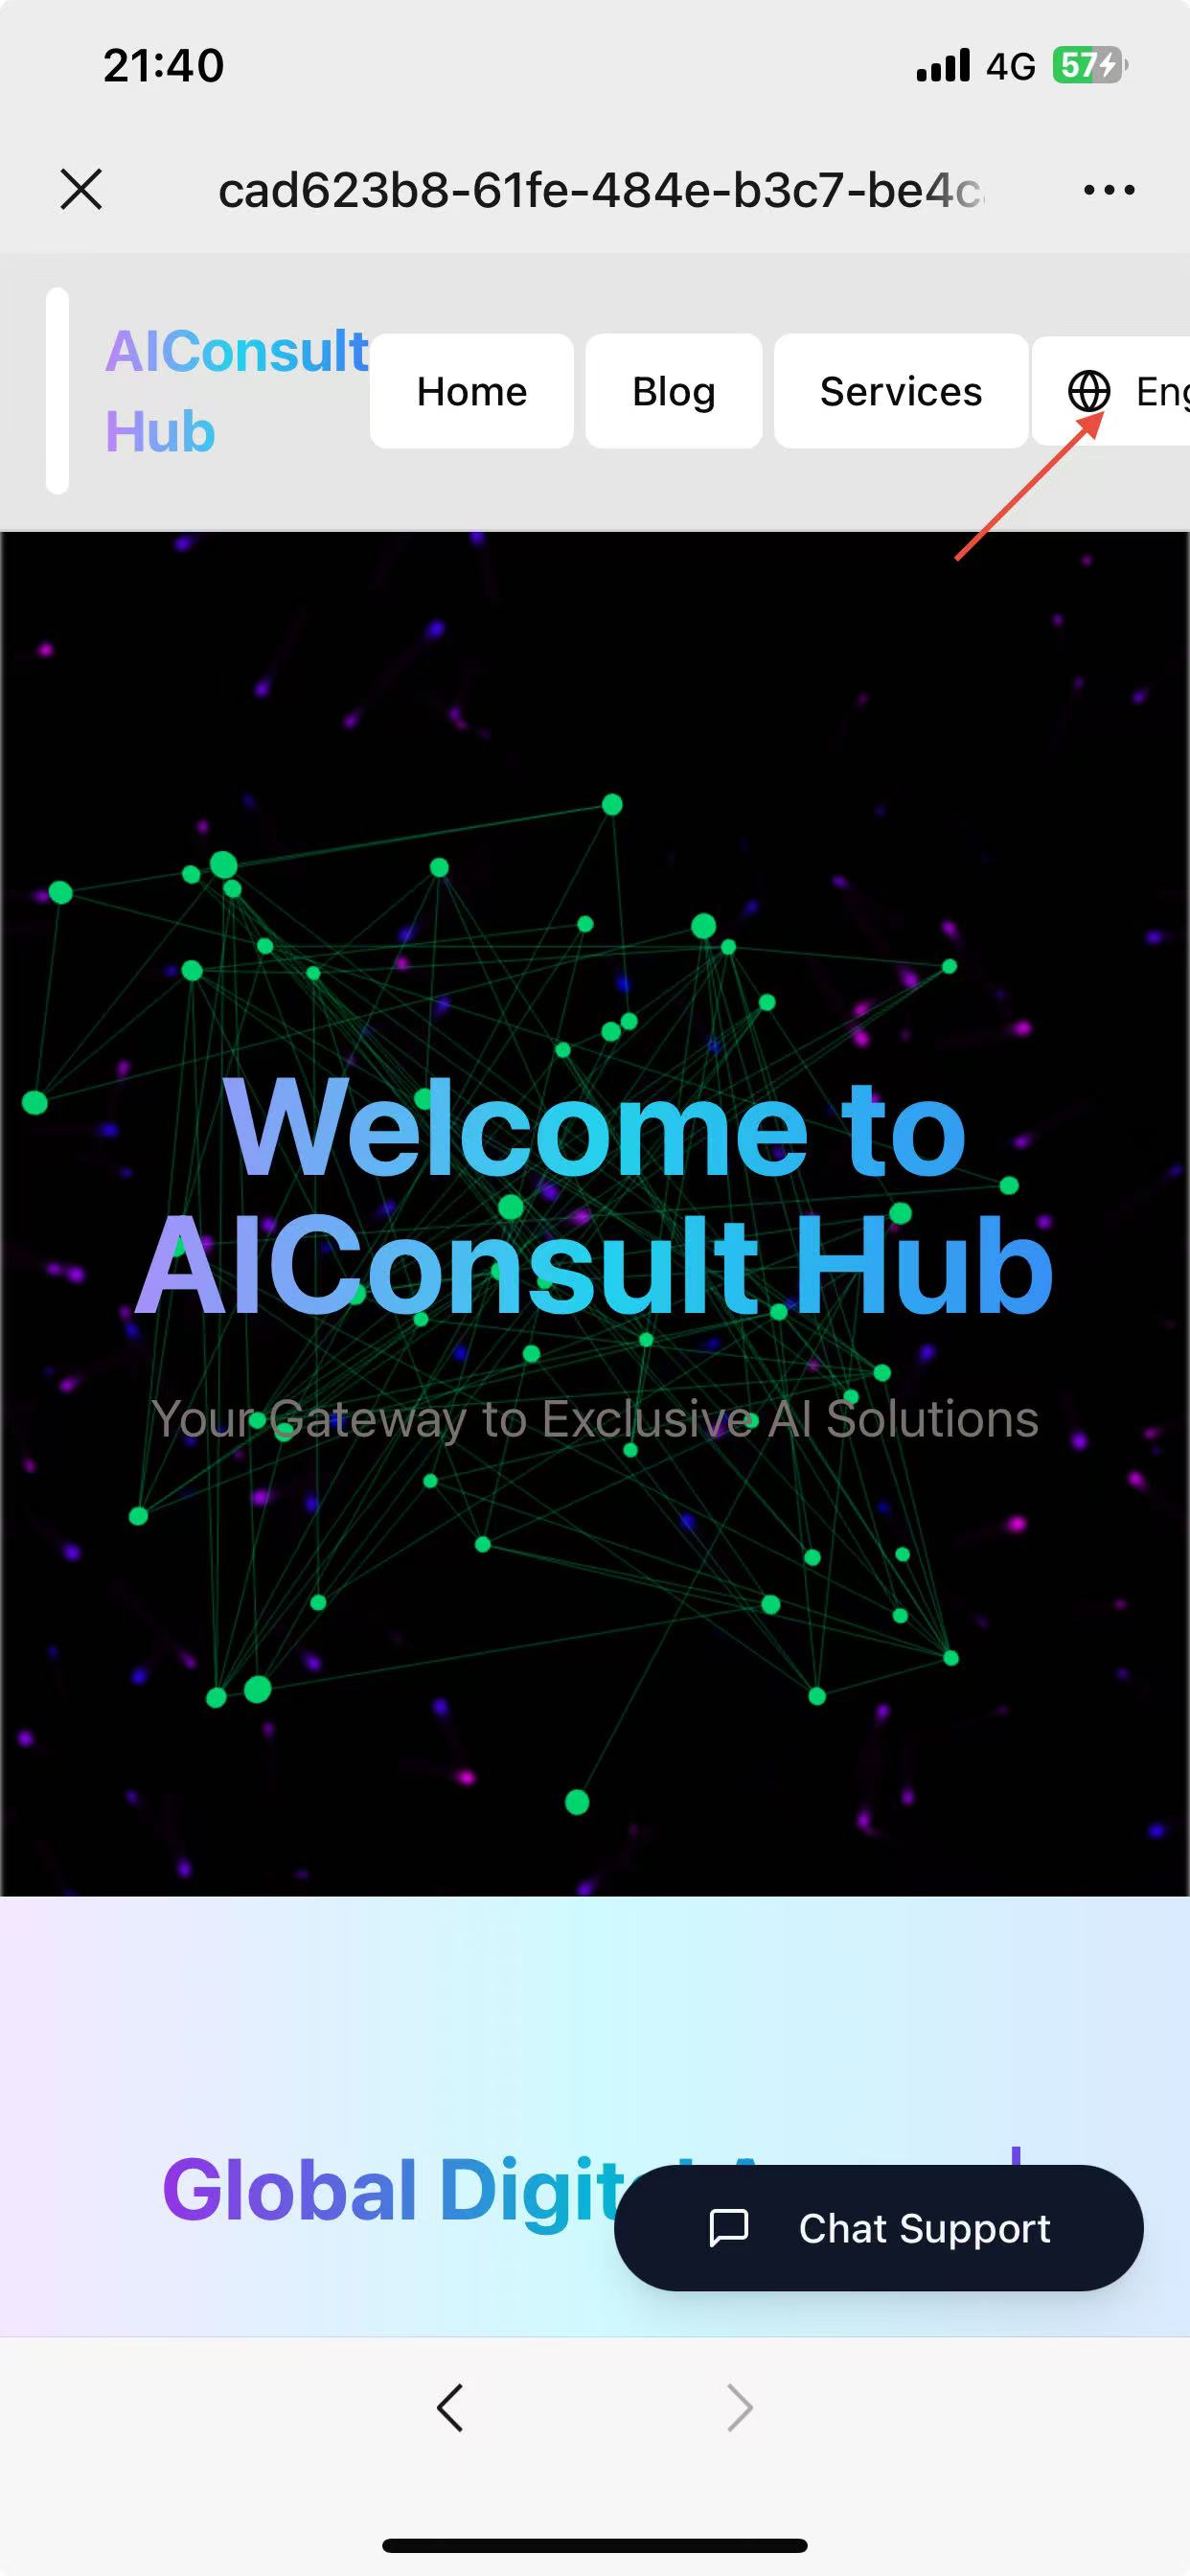 21:40
4G
57
cad623b8-61fe-484e-b3c7-be4c
AIConsult
Hub
Home
Blog
Services
Eng
Welcome to
AIConsult Hub
Your Gateway to Exclusive AI Solutions
Global
Chat Support